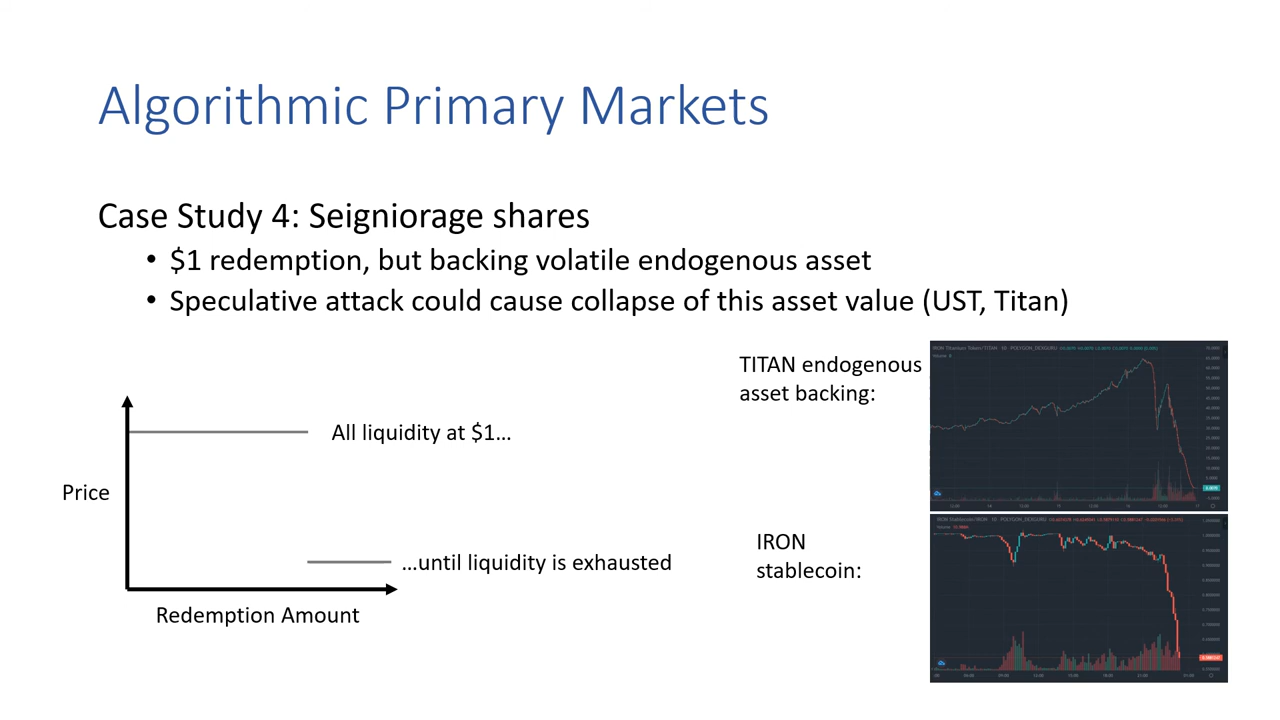 Algorithmic Primary Markets
Case Study 4: Seigniorage shares
• $1 redemption, but backing volatile endogenous asset
• Speculative attack could cause collapse of this asset value (UST, Titan)
TITAN endogenous
asset backing:
All liquidity at $1…
Price
…until liquidity is exhausted
Redemption Amount
IRON
stablecoin: